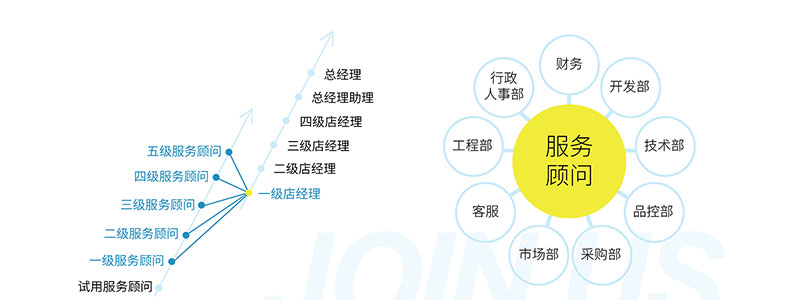 总经理
总经理助理
四级店经理
三级店经理
二级店经理
一级店经理
五级服务顾问
四级服务顾问
三级服务顾问
二级服务顾问
一级服务顾问
试用服务顾问
财务
行政
人事部
开发部
工程部
服务
顾问
技术部
客服
品控部
市场部
采购部
JOIN US